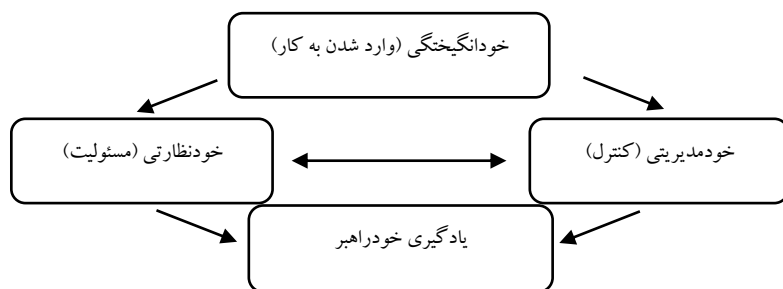 خودانگیختگی (وارد شدن به کار)
خودمدیریتی (کنترل)
خودنظارتی (مسئولیت)
یادگیری خودراهبر